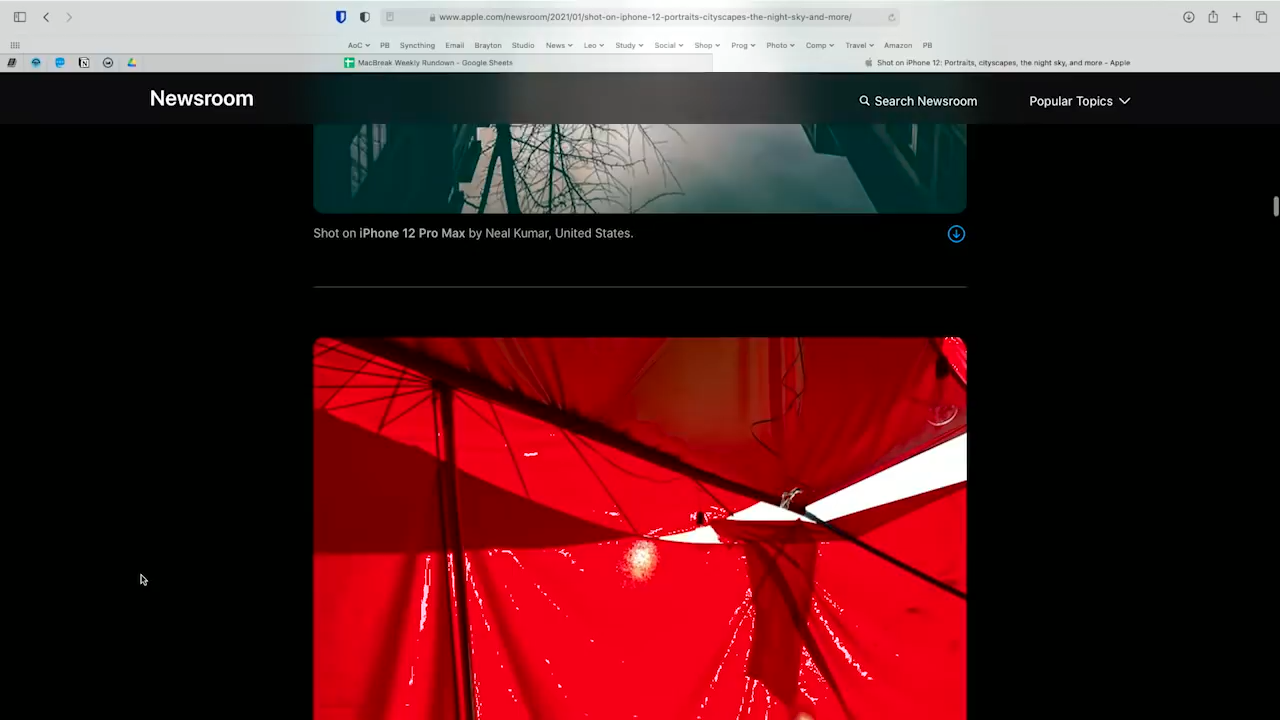 www.apple.com/newsroom/2021/01/shot-on-iphone-12-portraits-cityscapes-the-night-sky-and-more/
AoC PB Syncthing Email Brayton Studio News Leo Study Social Shop Prog Photo Comp Travel Amazon PB
MacBreak Weekly Rundown - Google Sheets
Shot on iPhone 12: Portraits, cityscapes, the night sky, and more - Apple
Newsroom
Search Newsroom
Popular Topics
Shot on iPhone 12 Pro Max by Neal Kumar, United States.